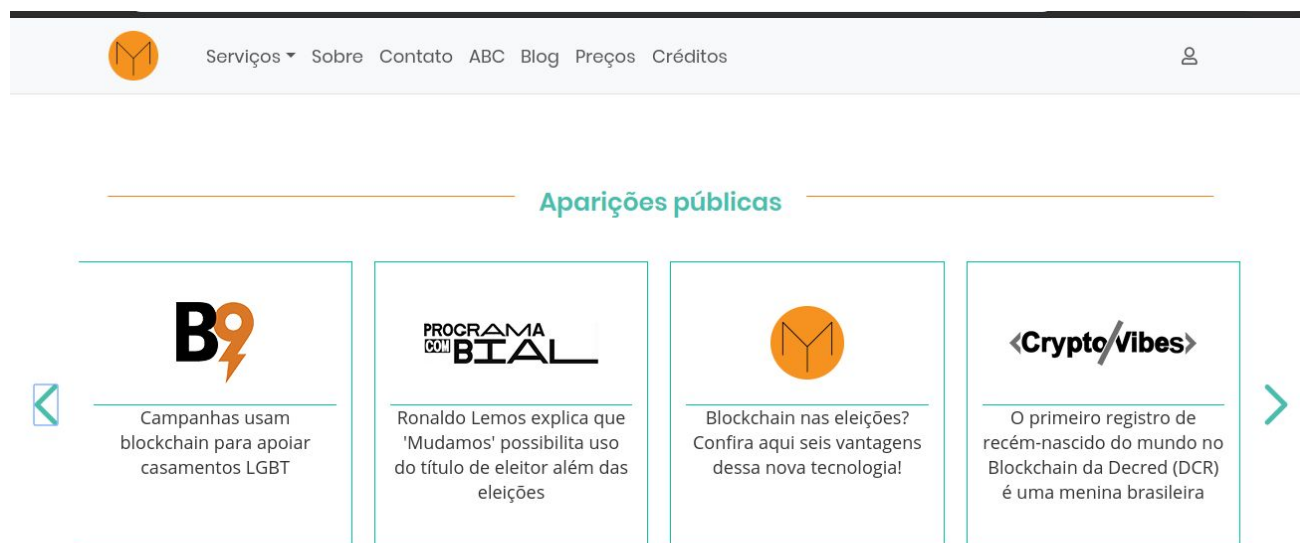 Serviços Sobre Contato ABC Blog Preços Créditos
Aparições públicas
B9
Campanhas usam
blockchain para apoiar
casamentos LGBT
PROGRAMA
COM BIAL
Ronaldo Lemos explica que
'Mudamos' possibilita uso
do título de eleitor além das
eleições
Blockchain nas eleições?
Confira aqui seis vantagens
dessa nova tecnologia!
<Crypto/Vibes>
O primeiro registro de
recém-nascido do mundo no
Blockchain da Decred (DCR)
é uma menina brasileira